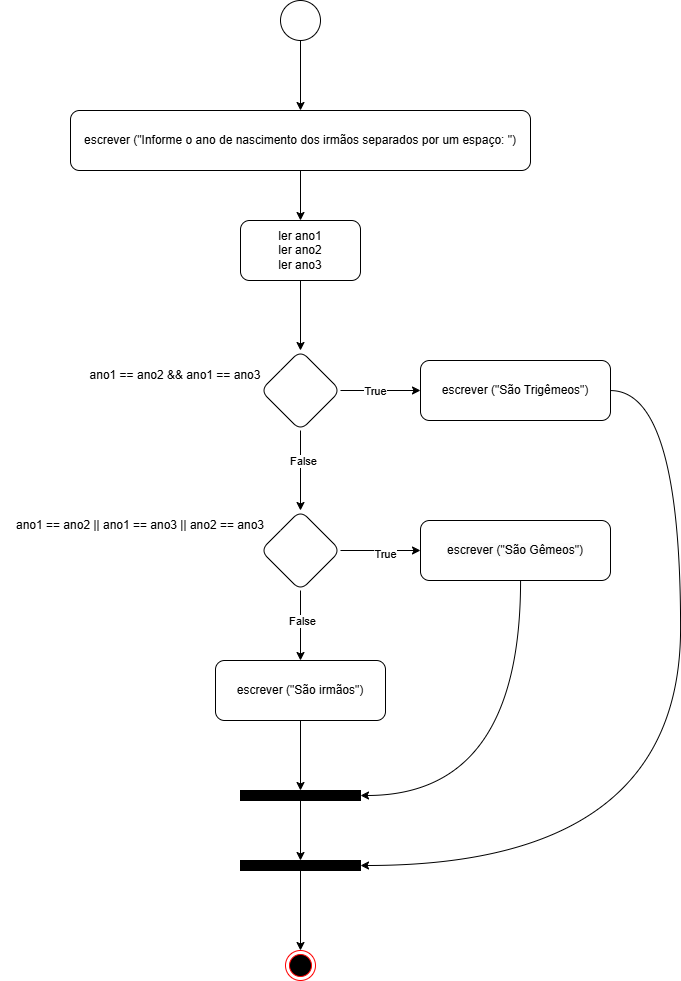 escrever ("Informe o ano de nascimento dos irmãos separados por um espaço: ")
ler ano1
ler ano2
ler ano3
ano1 == ano2 && ano1 == ano3
True
escrever ("São Trigêmeos")
False
ano1 == ano2 || ano1 == ano3 || ano2 == ano3
True
escrever ("São Gêmeos")
False
escrever ("São irmãos")